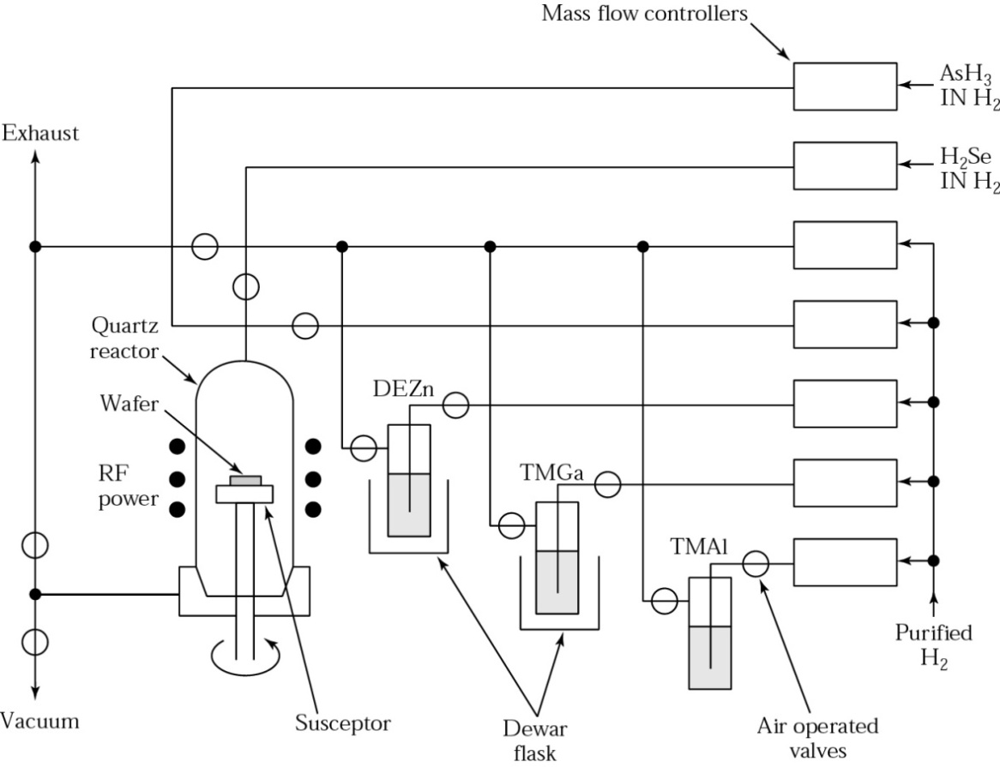 Mass flow controllers
AsH₃
IN H₂
Exhaust
H₂Se
IN H₂
Quartz
reactor
Wafer
DEZn
RF
power
TMGa
TMAl
Purified
H₂
Vacuum
Susceptor
Dewar
flask
Air operated
valves